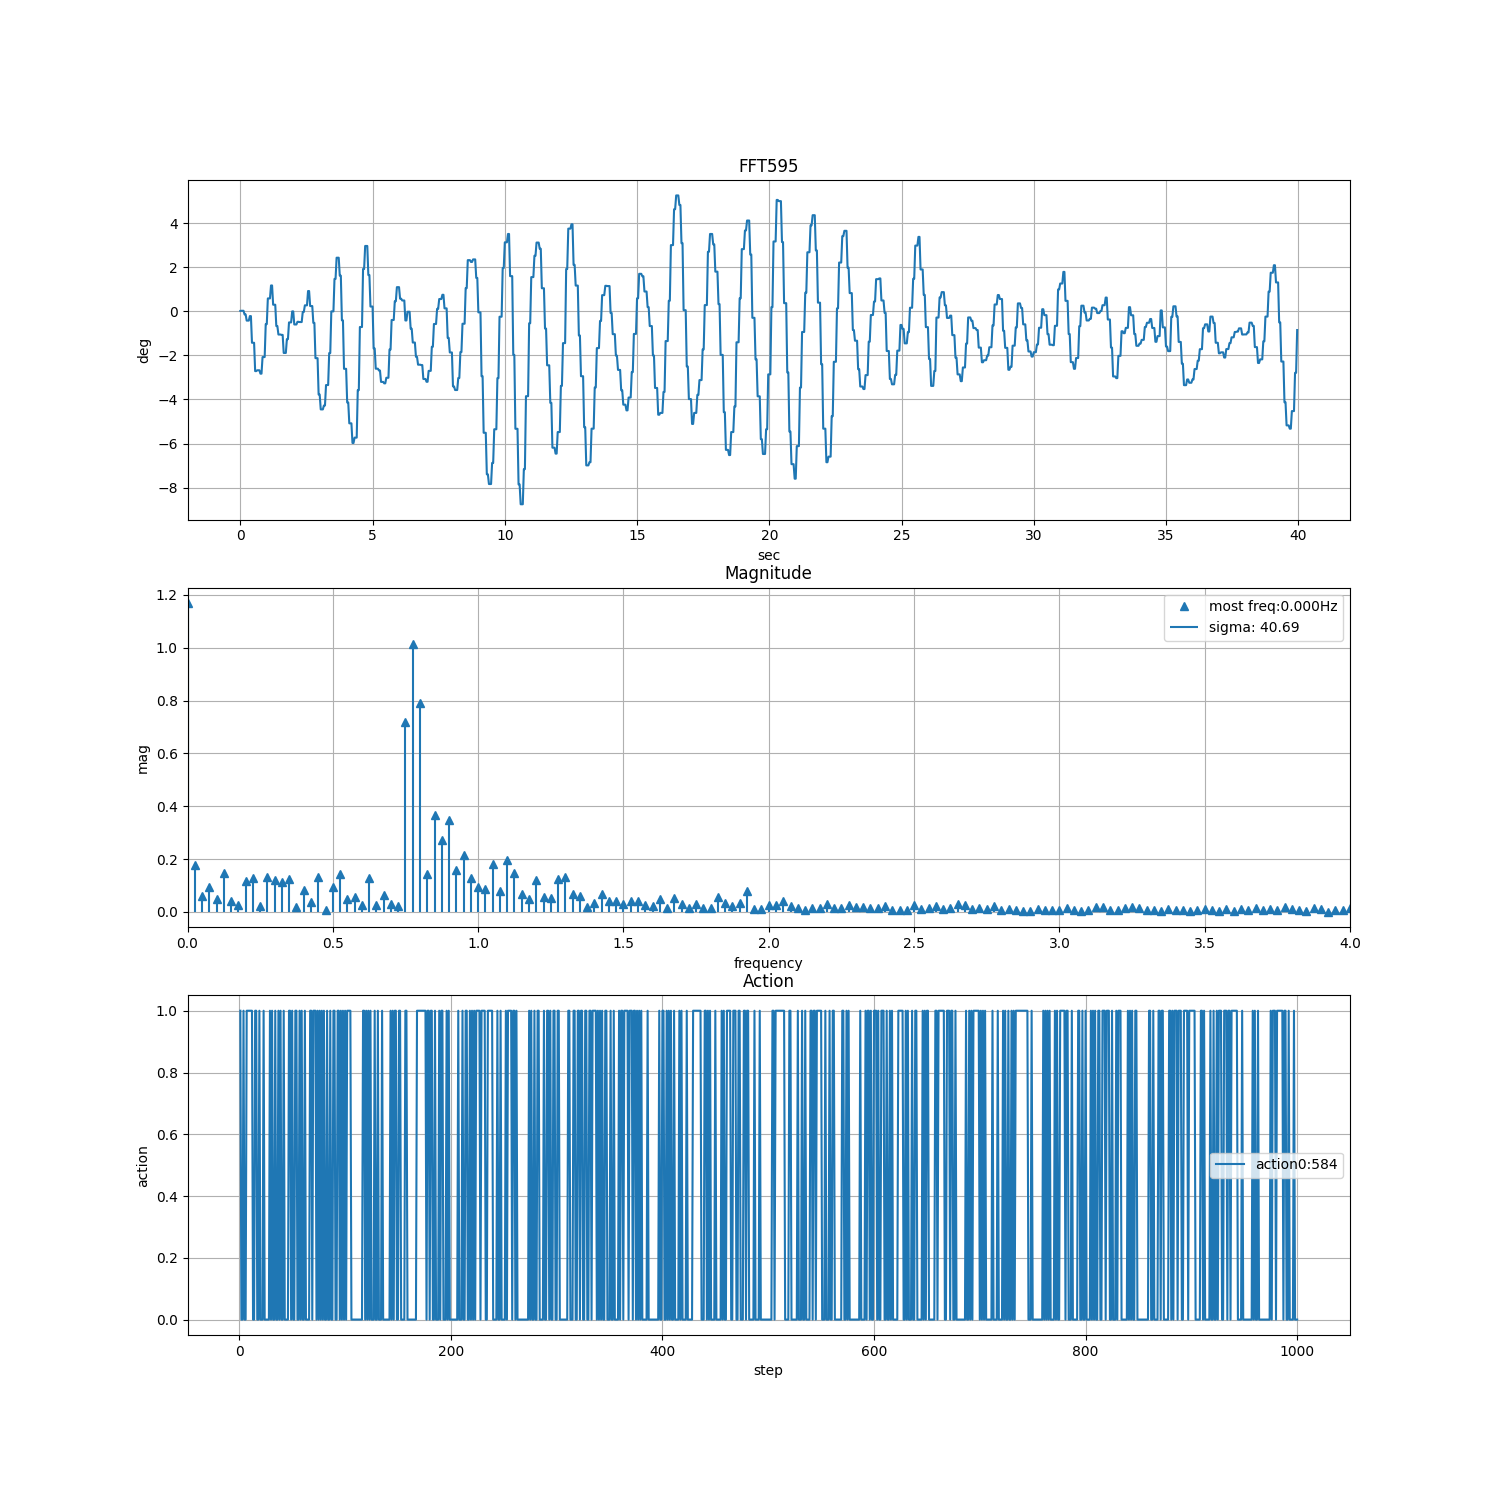 FFT595
4
2
0
−2
−4
−6
−8
deg
0 5 10 15 20 25 30 35 40
sec
Magnitude
1.2
1.0
0.8
0.6
0.4
0.2
0.0
mag
most freq:0.000Hz
sigma: 40.69
0.0 0.5 1.0 1.5 2.0 2.5 3.0 3.5 4.0
frequency
Action
1.0
0.8
0.6
0.4
0.2
0.0
action
action0:584
0 200 400 600 800 1000
step